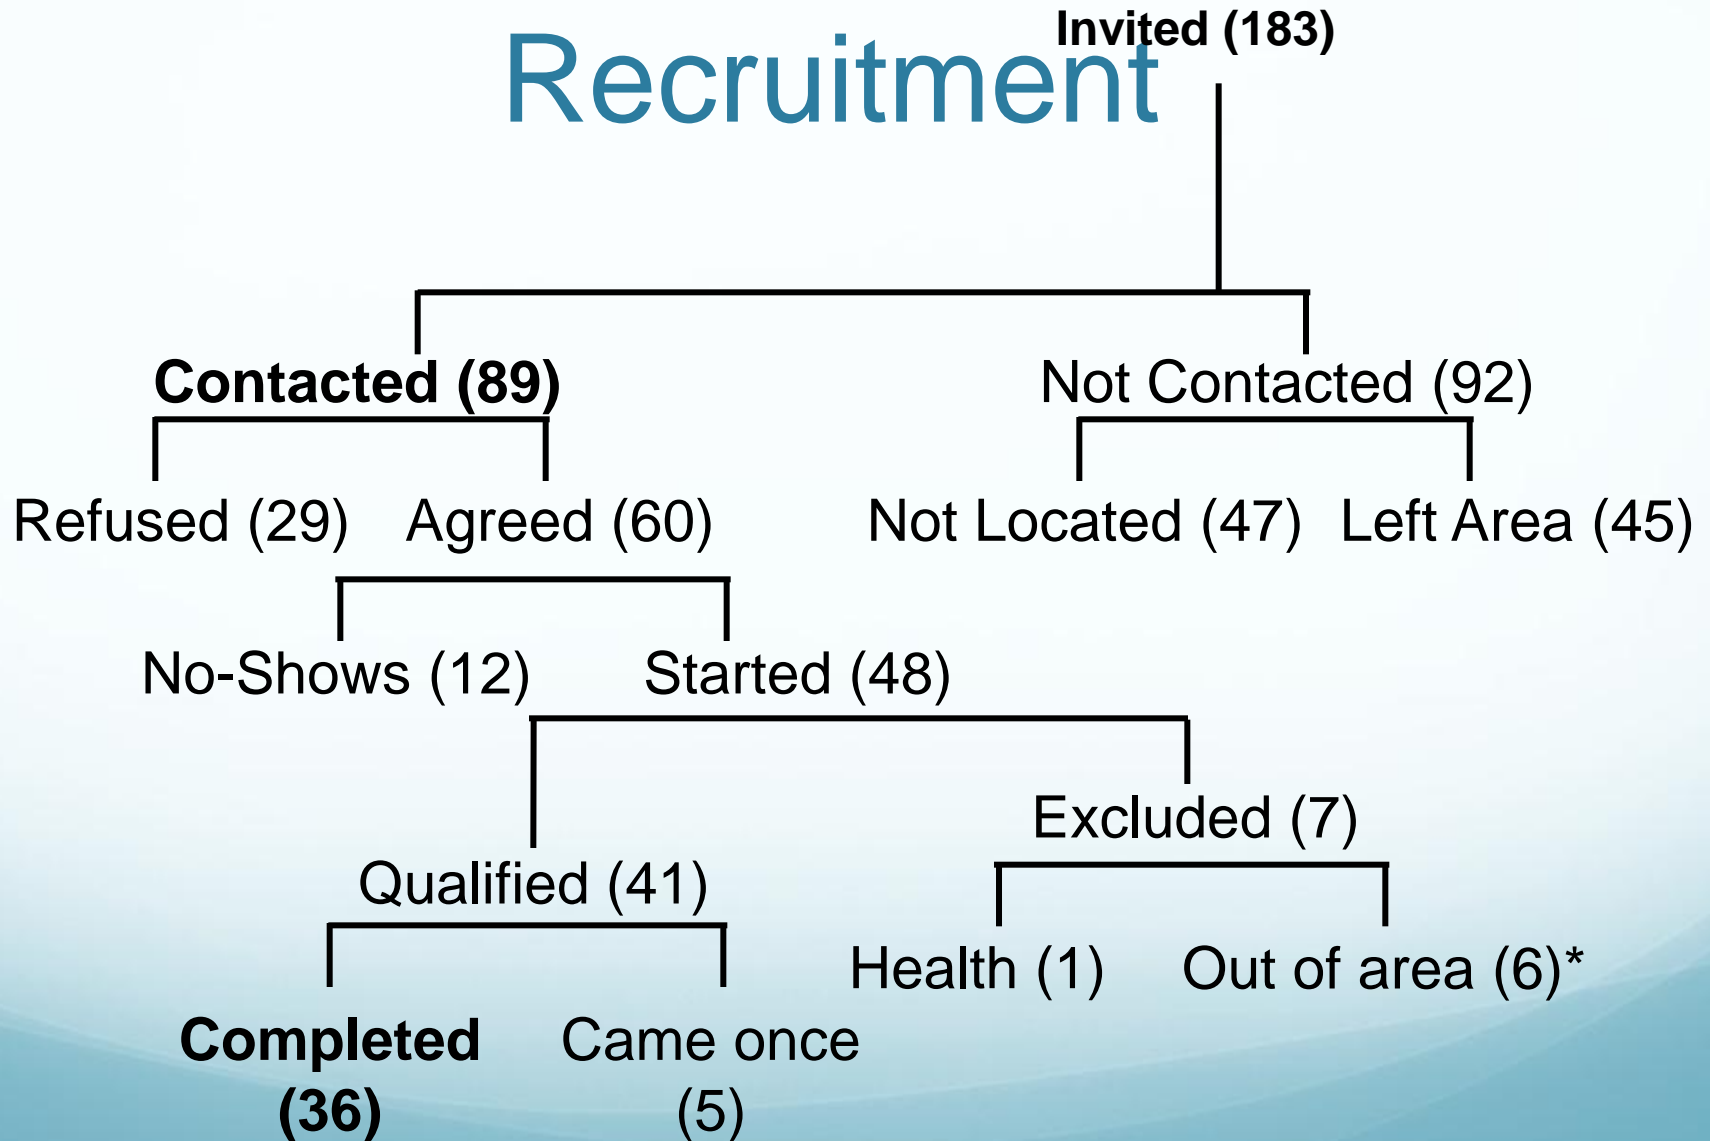 Invited (183)
Recruitment
Contacted (89)
Not Contacted (92)
Refused (29)
Agreed (60)
Not Located (47)
Left Area (45)
No-Shows (12)
Started (48)
Excluded (7)
Qualified (41)
Health (1)
Out of area (6)*
Completed
(36)
Came once
(5)